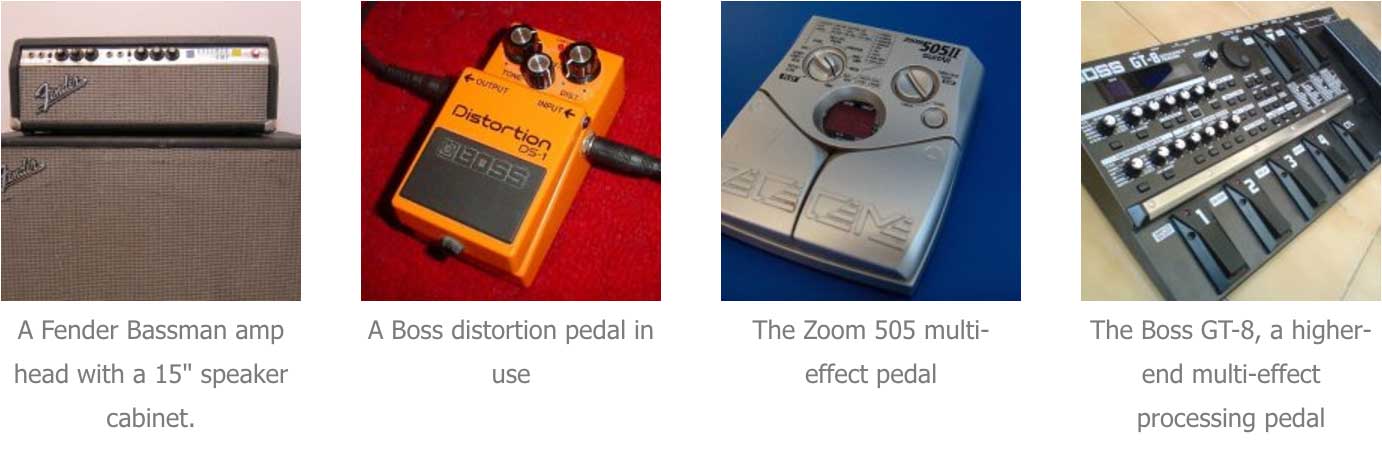 Fender
Fender
TONE
DIST
OUTPUT
INPUT
Distortion
DS-1
BOSS
ZOOM
505II
GUITAR
ZOOM
BOSS GT-8
1
2
3
4
A Fender Bassman amp
head with a 15" speaker
cabinet.
A Boss distortion pedal in
use
The Zoom 505 multi-
effect pedal
The Boss GT-8, a higher-
end multi-effect
processing pedal